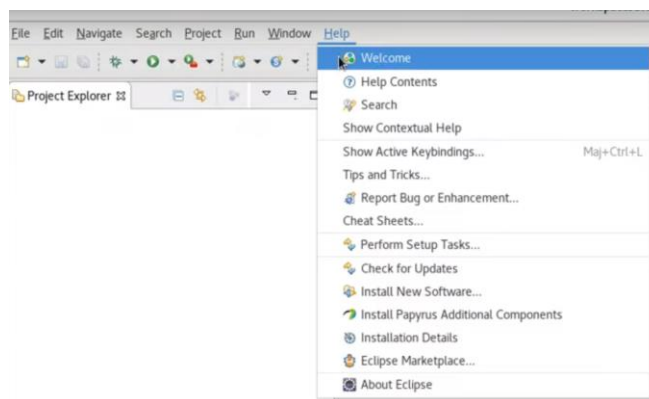 File Edit Navigate Search Project Run Window Help
Project Explorer
Welcome
Help Contents
Search
Show Contextual Help
Show Active Keybindings... Maj+Ctrl+L
Tips and Tricks...
Report Bug or Enhancement...
Cheat Sheets...
Perform Setup Tasks...
Check for Updates
Install New Software...
Install Papyrus Additional Components
Installation Details
Eclipse Marketplace...
About Eclipse